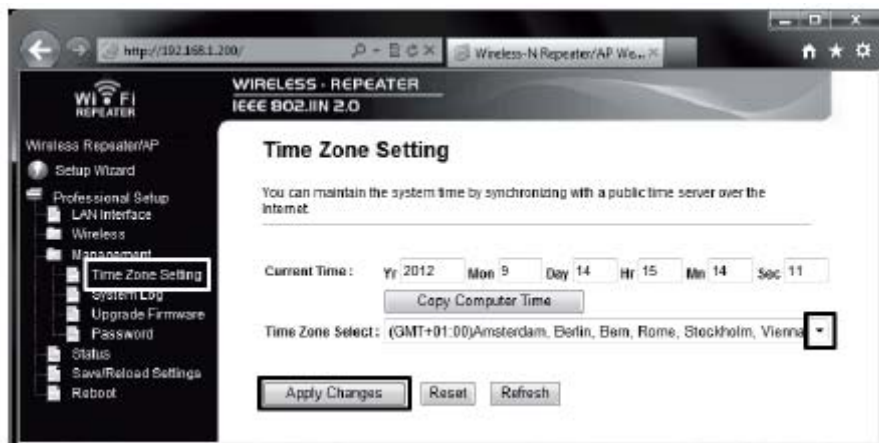 http://192.168.1.200/
Wireless-N Repeater/AP We...
WI FI
REPEATER
WIRELESS - REPEATER
IEEE 802.11N 2.0
Wireless Repeater/AP
Setup Wizard
Professional Setup
LAN Interface
Wireless
Management
Time Zone Setting
System Log
Upgrade Firmware
Password
Status
Save/Reload Settings
Reboot
Time Zone Setting
You can maintain the system time by synchronizing with a public time server over the
Internet.
Current Time : Yr 2012 Mon 9 Day 14 Hr 15 Mn 14 Sec 11
Copy Computer Time
Time Zone Select : (GMT+01:00)Amsterdam, Berlin, Bern, Rome, Stockholm, Vienna
Apply Changes Reset Refresh